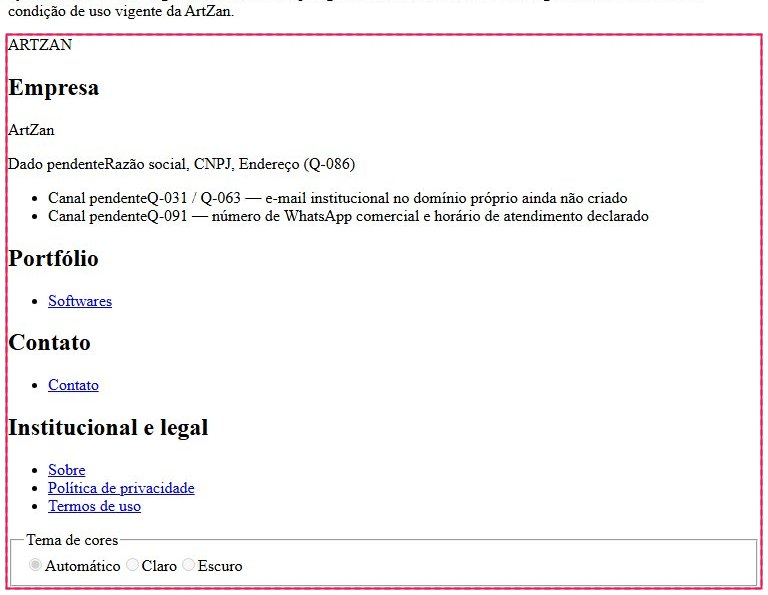 condição de uso vigente da ArtZan.
ARTZAN
Empresa
ArtZan
Dado pendenteRazão social, CNPJ, Endereço (Q-086)
Canal pendenteQ-031 / Q-063 — e-mail institucional no domínio próprio ainda não criado
Canal pendenteQ-091 — número de WhatsApp comercial e horário de atendimento declarado
Portfólio
Softwares
Contato
Contato
Institucional e legal
Sobre
Política de privacidade
Termos de uso
Tema de cores
Automático Claro Escuro